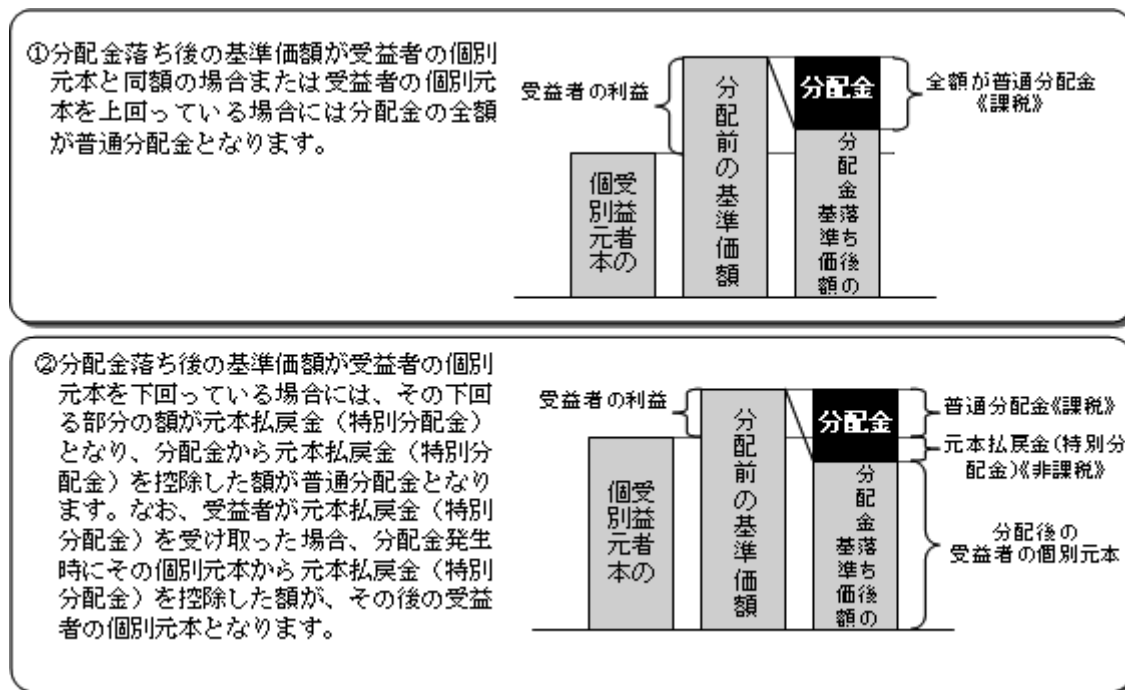 ①分配金落ち後の基準価額が受益者の個別
元本と同額の場合または受益者の個別元
本を上回っている場合には分配金の全額
が普通分配金となります。
受益者の利益
受益者の
個別元本
分配前の基準価額
分配金
分配金落ち後の
基準価額
全額が普通分配金
《課税》
②分配金落ち後の基準価額が受益者の個別
元本を下回っている場合には、その下回
る部分の額が元本払戻金（特別分配金）
となり、分配金から元本払戻金（特別分
配金）を控除した額が普通分配金となり
ます。なお、受益者が元本払戻金（特別
分配金）を受け取った場合、分配金発生
時にその個別元本から元本払戻金（特別
分配金）を控除した額が、その後の受益
者の個別元本となります。
受益者の利益
受益者の
個別元本
分配前の基準価額
分配金
分配金落ち後の
基準価額
普通分配金《課税》
元本払戻金(特別分
配金)《非課税》
分配後の
受益者の個別元本